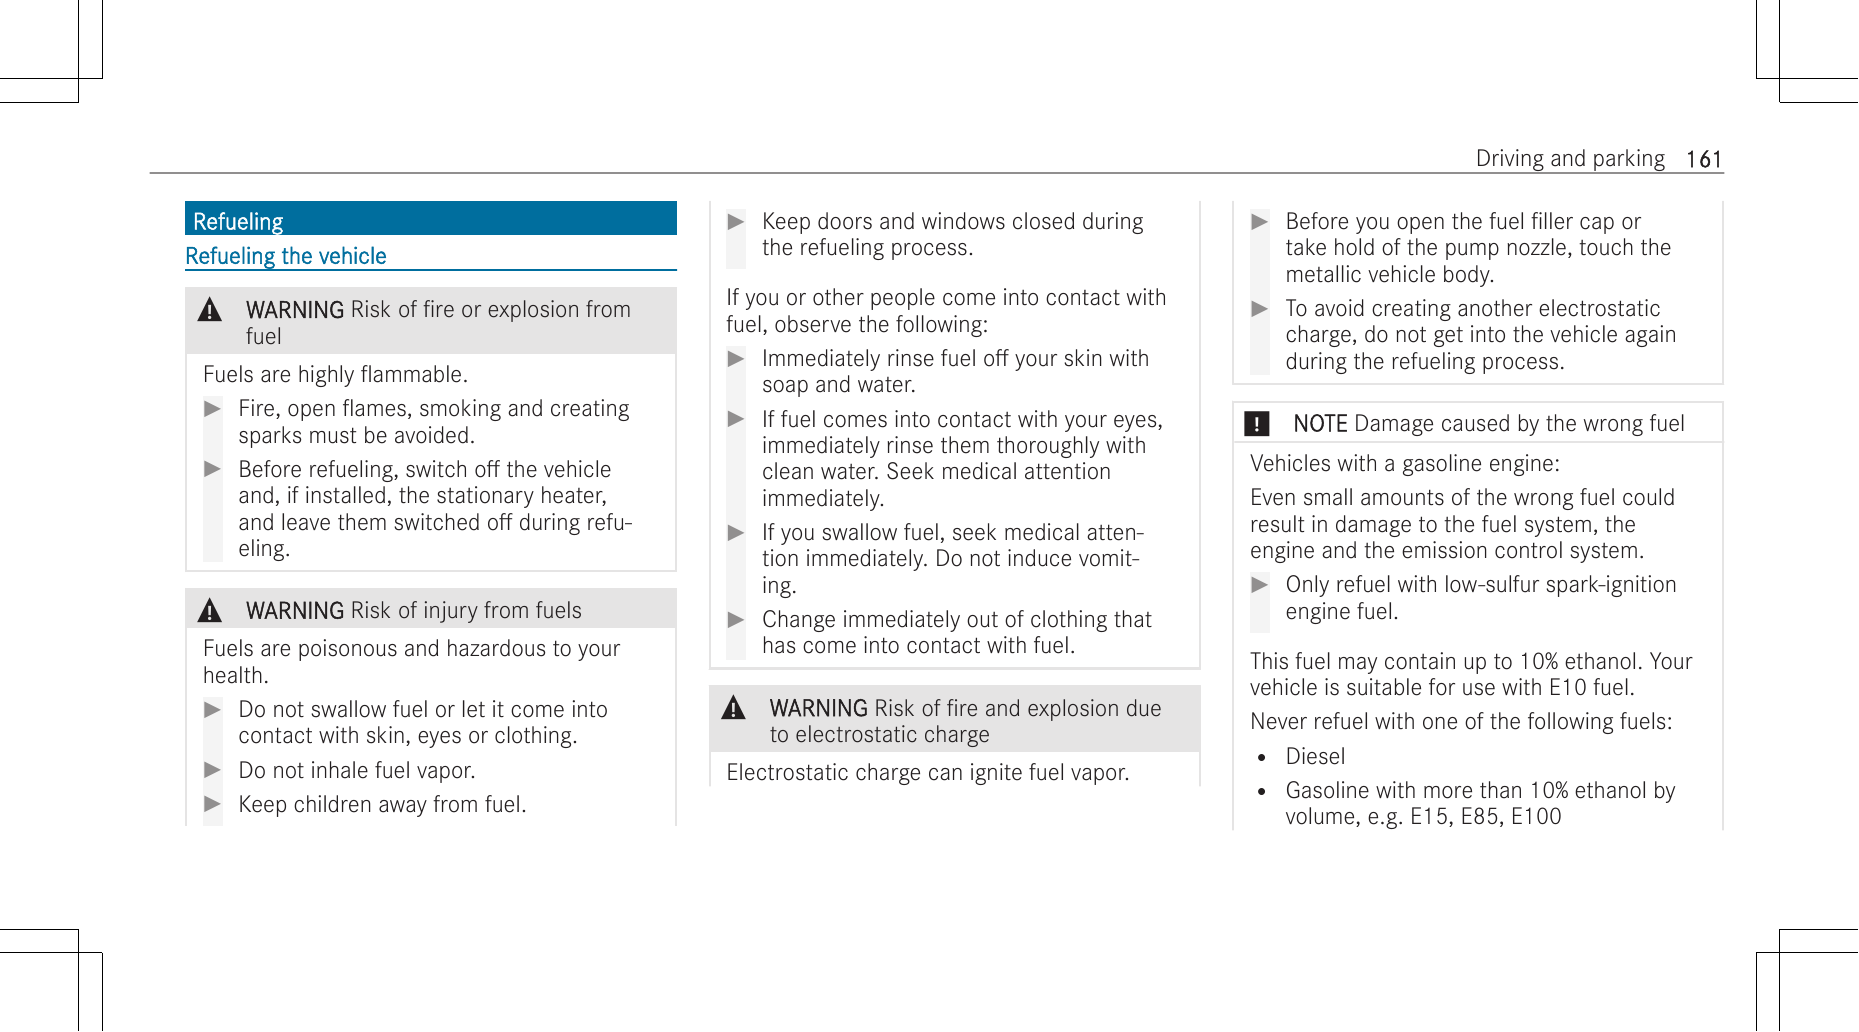 Driving and parking 161
Refueling
Refueling the vehicle
WARNING Risk of fire or explosion from
fuel
Fuels are highly flammable.
Fire, open flames, smoking and creating
sparks must be avoided.
Before refueling, switch off the vehicle
and, if installed, the stationary heater,
and leave them switched off during refu-
eling.
WARNING Risk of injury from fuels
Fuels are poisonous and hazardous to your
health.
Do not swallow fuel or let it come into
contact with skin, eyes or clothing.
Do not inhale fuel vapor.
Keep children away from fuel.
Keep doors and windows closed during
the refueling process.
If you or other people come into contact with
fuel, observe the following:
Immediately rinse fuel off your skin with
soap and water.
If fuel comes into contact with your eyes,
immediately rinse them thoroughly with
clean water. Seek medical attention
immediately.
If you swallow fuel, seek medical atten-
tion immediately. Do not induce vomit-
ing.
Change immediately out of clothing that
has come into contact with fuel.
WARNING Risk of fire and explosion due
to electrostatic charge
Electrostatic charge can ignite fuel vapor.
Before you open the fuel filler cap or
take hold of the pump nozzle, touch the
metallic vehicle body.
To avoid creating another electrostatic
charge, do not get into the vehicle again
during the refueling process.
NOTE Damage caused by the wrong fuel
Vehicles with a gasoline engine:
Even small amounts of the wrong fuel could
result in damage to the fuel system, the
engine and the emission control system.
Only refuel with low-sulfur spark-ignition
engine fuel.
This fuel may contain up to 10% ethanol. Your
vehicle is suitable for use with E10 fuel.
Never refuel with one of the following fuels:
• Diesel
• Gasoline with more than 10% ethanol by
volume, e.g. E15, E85, E100